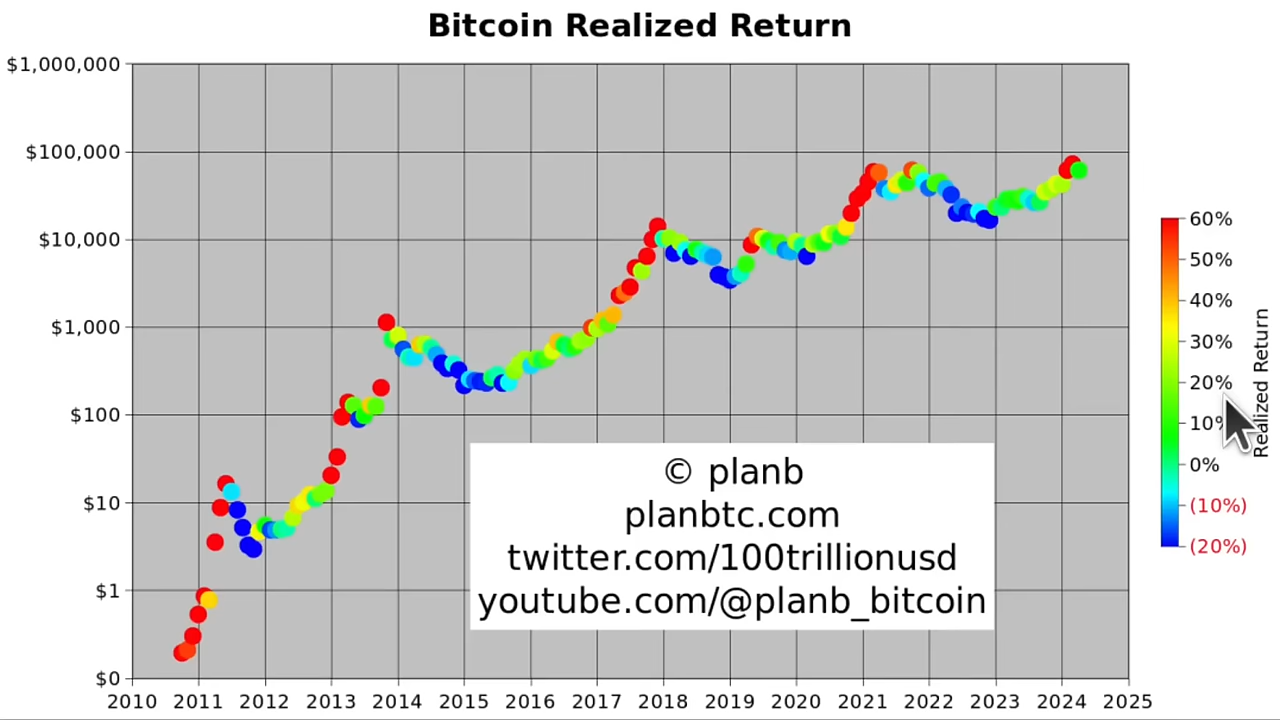 Bitcoin Realized Return
$1,000,000
$100,000
$10,000
$1,000
$100
$10
$1
$0
2010 2011 2012 2013 2014 2015 2016 2017 2018 2019 2020 2021 2022 2023 2024 2025
© planb
planbtc.com
twitter.com/100trillionusd
youtube.com/@planb_bitcoin
60%
50%
40%
30%
20%
10%
0%
(10%)
(20%)
Realized Return